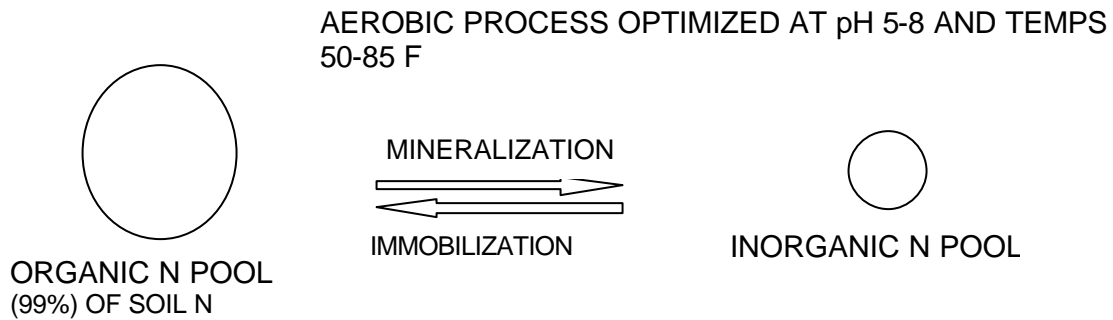 AEROBIC PROCESS OPTIMIZED AT pH 5-8 AND TEMPS
50-85 F
MINERALIZATION
IMMOBILIZATION
INORGANIC N POOL
ORGANIC N POOL
(99%) OF SOIL N